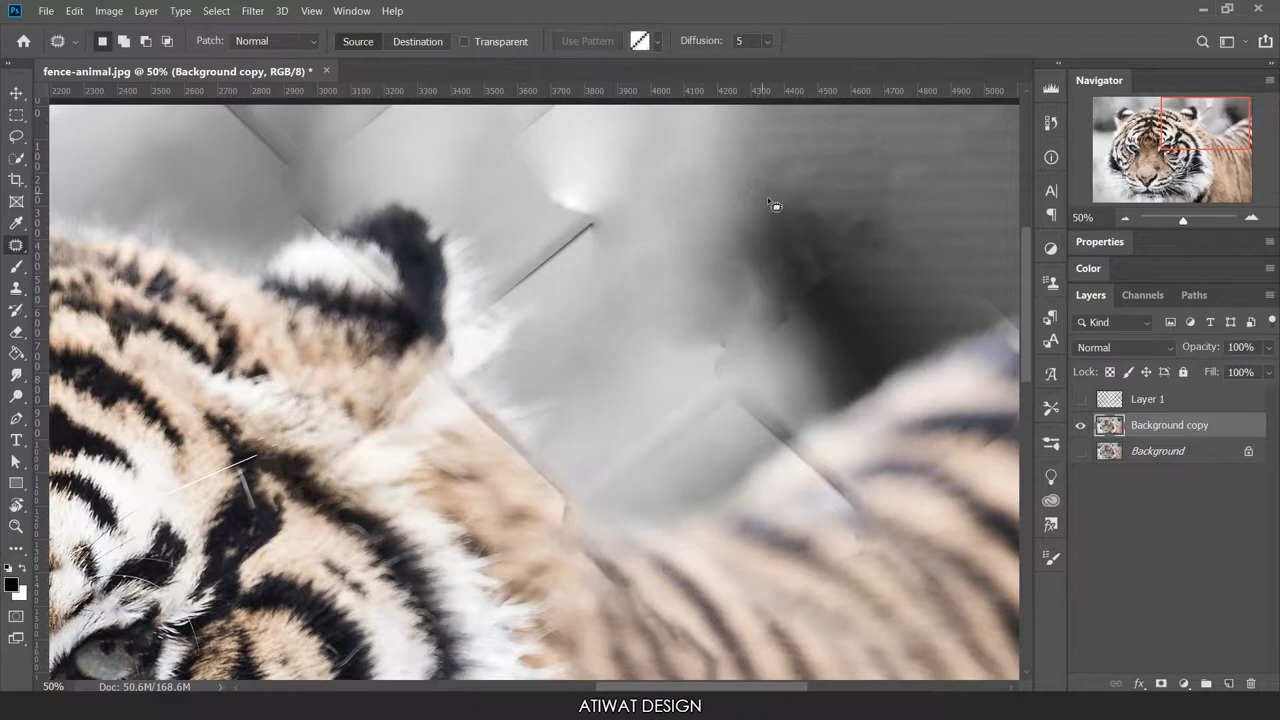 Ps File Edit Image Layer Type Select Filter 3D View Window Help
Patch: Normal Source Destination Transparent Use Pattern Diffusion: 5
fence-animal.jpg @ 50% (Background copy, RGB/8) * ×
2200 2300 2400 2500 2600 2700 2800 2900 3000 3100 3200 3300 3400 3500 3600 3700 3800 3900 4000 4100 4200 4300 4400 4500 4600 4700 4800 4900 5000
Navigator
50%
Properties
Color
Layers Channels Paths
Kind
Normal Opacity: 100%
Lock: Fill: 100%
Layer 1
Background copy
Background
50% Doc: 50.6M/168.6M
ATIWAT DESIGN